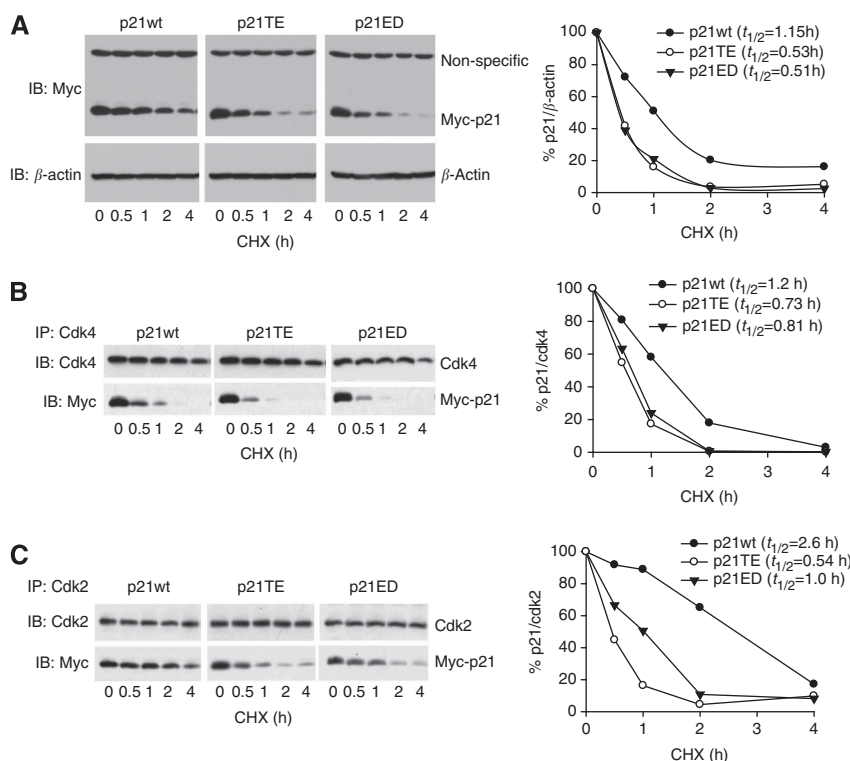 A
p21wt p21TE p21ED
IB: Myc
Non-specific
Myc-p21
IB: β-actin
β-Actin
0 0.5 1 2 4 0 0.5 1 2 4 0 0.5 1 2 4
CHX (h)
% p21/β-actin
100
80
60
40
20
0
0 1 2 3 4
CHX (h)
p21wt (t1/2=1.15h)
p21TE (t1/2=0.53h)
p21ED (t1/2=0.51h)
B
IP: Cdk4 p21wt p21TE p21ED
IB: Cdk4
Cdk4
IB: Myc
Myc-p21
0 0.5 1 2 4 0 0.5 1 2 4 0 0.5 1 2 4
CHX (h)
% p21/cdk4
100
80
60
40
20
0
0 1 2 3 4
CHX (h)
p21wt (t1/2=1.2 h)
p21TE (t1/2=0.73 h)
p21ED (t1/2=0.81 h)
C
IP: Cdk2 p21wt p21TE p21ED
IB: Cdk2
Cdk2
IB: Myc
Myc-p21
0 0.5 1 2 4 0 0.5 1 2 4 0 0.5 1 2 4
CHX (h)
% p21/cdk2
100
80
60
40
20
0
0 1 2 3 4
CHX (h)
p21wt (t1/2=2.6 h)
p21TE (t1/2=0.54 h)
p21ED (t1/2=1.0 h)